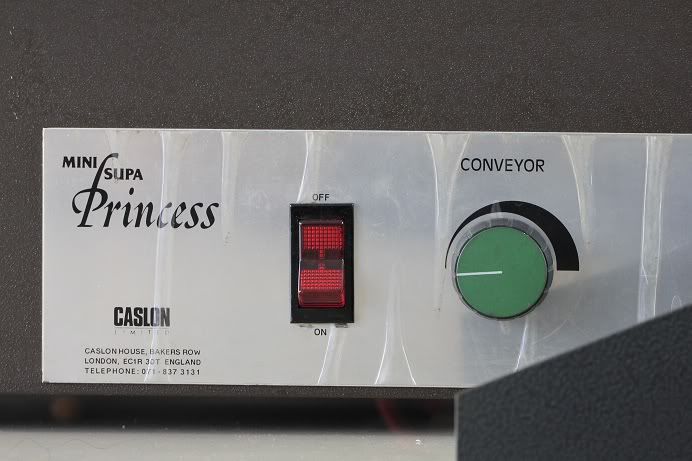 MINI
SUPA
Princess
CASLON
LIMITED
CASLON HOUSE, BAKERS ROW
LONDON, EC1R 3DT ENGLAND
TELEPHONE: 071-837 3131
OFF
ON
CONVEYOR